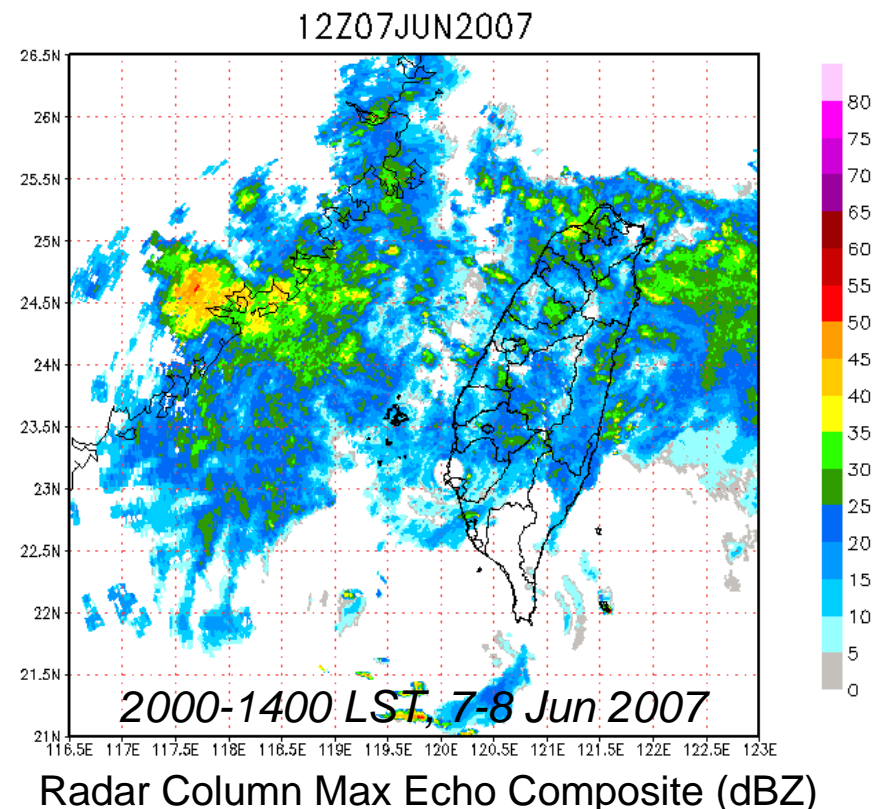 12Z07JUN2007
26.5N
26N
25.5N
25N
24.5N
24N
23.5N
23N
22.5N
22N
21.5N
21N
116.5E 117E 117.5E 118E 118.5E 119E 119.5E 120E 120.5E 121E 121.5E 122E 122.5E 123E
80
75
70
65
60
55
50
45
40
35
30
25
20
15
10
5
0
2000-1400 LST, 7-8 Jun 2007
Radar Column Max Echo Composite (dBZ)